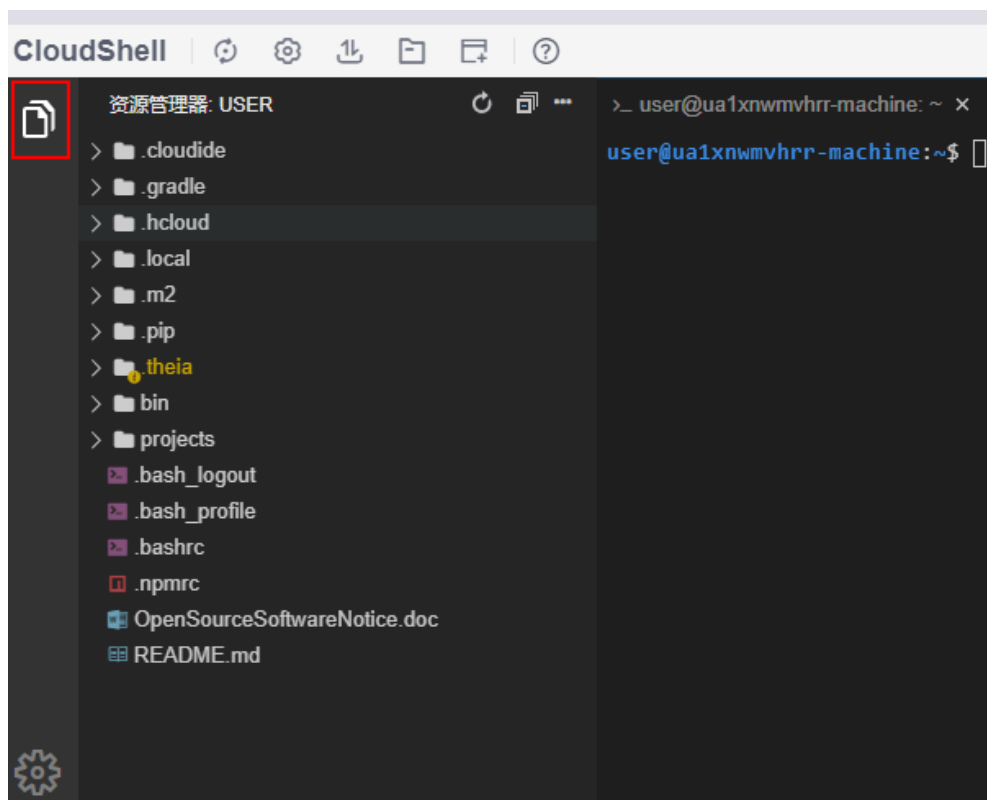 CloudShell
资源管理器: USER
.cloudide
.gradle
.hcloud
.local
.m2
.pip
.theia
bin
projects
.bash_logout
.bash_profile
.bashrc
.npmrc
OpenSourceSoftwareNotice.doc
README.md
>_ user@ua1xnwmvhrr-machine: ~ ×
user@ua1xnwmvhrr-machine:~$